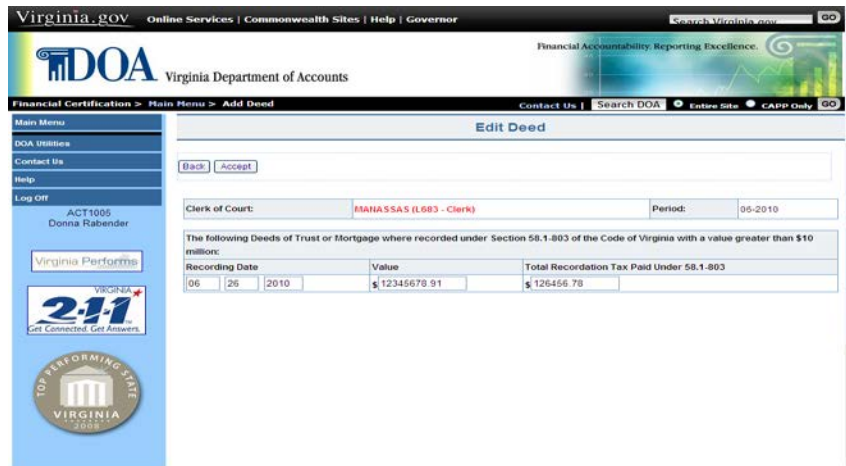 Virginia.gov Online Services | Commonwealth Sites | Help | Governor Search Virginia.gov GO
Financial Accountability. Reporting Excellence.
DOA Virginia Department of Accounts
Financial Certification > Main Menu > Add Deed Contact Us | Search DOA Entire Site CAPP Only GO
Main Menu
Edit Deed
DOA Utilities
Contact Us
Back Accept
Help
Log Off
ACT1005
Donna Rabender
Clerk of Court: MANASSAS (L683 - Clerk) Period: 06-2010
The following Deeds of Trust or Mortgage where recorded under Section 58.1-803 of the Code of Virginia with a value greater than $10
million:
Recording Date Value Total Recordation Tax Paid Under 58.1-803
06 26 2010 $ 12345678.91 $ 126456.78
Virginia Performs
VIRGINIA
2-1-1
Get Connected. Get Answers.
TOP PERFORMING STATE
VIRGINIA
2008